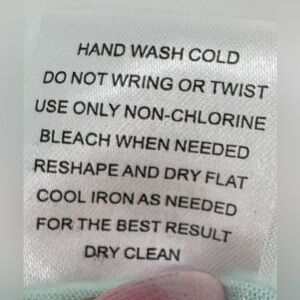 HAND WASH COLD
DO NOT WRING OR TWIST
USE ONLY NON-CHLORINE
BLEACH WHEN NEEDED
RESHAPE AND DRY FLAT
COOL IRON AS NEEDED
FOR THE BEST RESULT
DRY CLEAN